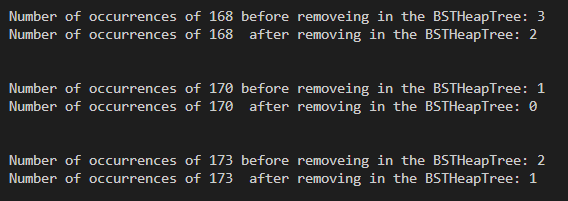 Number of occurrences of 168 before removeing in the BSTHeapTree: 3
Number of occurrences of 168  after removing in the BSTHeapTree: 2
Number of occurrences of 170 before removeing in the BSTHeapTree: 1
Number of occurrences of 170  after removing in the BSTHeapTree: 0
Number of occurrences of 173 before removeing in the BSTHeapTree: 2
Number of occurrences of 173  after removing in the BSTHeapTree: 1